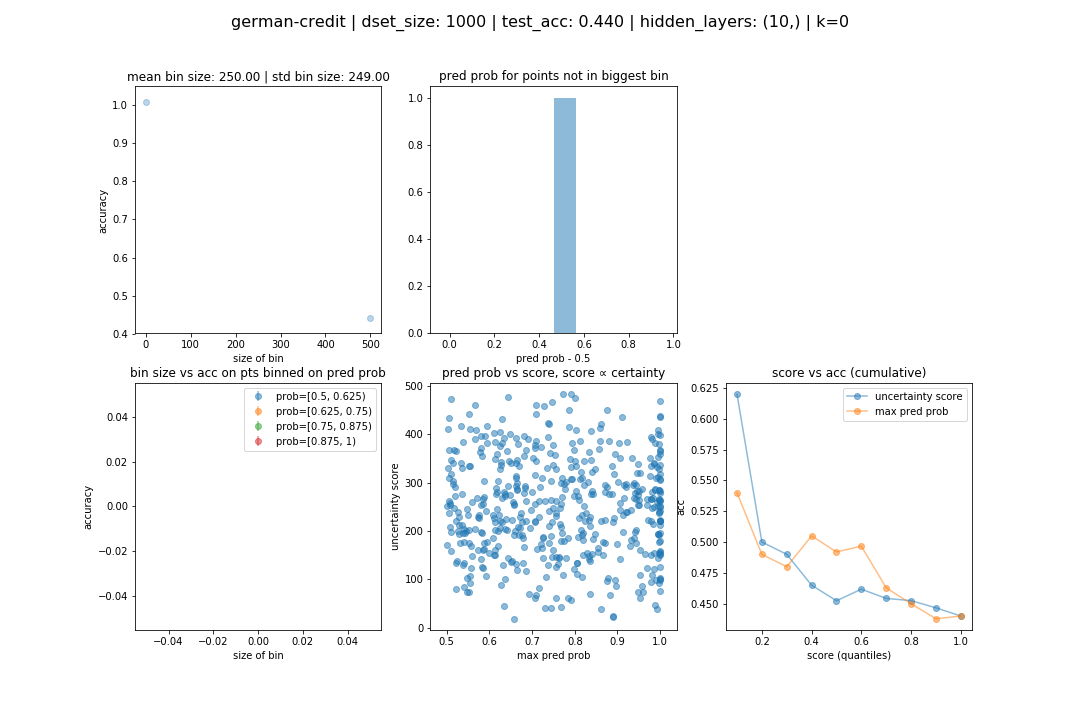 german-credit | dset_size: 1000 | test_acc: 0.440 | hidden_layers: (10,) | k=0
mean bin size: 250.00 | std bin size: 249.00
1.0
0.9
0.8
0.7
0.6
0.5
0.4
accuracy
0 100 200 300 400 500
size of bin
pred prob for points not in biggest bin
1.0
0.8
0.6
0.4
0.2
0.0
0.0 0.2 0.4 0.6 0.8 1.0
pred prob - 0.5
bin size vs acc on pts binned on pred prob
prob=[0.5, 0.625)
prob=[0.625, 0.75)
prob=[0.75, 0.875)
prob=[0.875, 1)
0.04
0.02
0.00
−0.02
−0.04
accuracy
−0.04 −0.02 0.00 0.02 0.04
size of bin
pred prob vs score, score ∝ certainty
500
400
300
200
100
0
uncertainty score
0.5 0.6 0.7 0.8 0.9 1.0
max pred prob
score vs acc (cumulative)
uncertainty score
max pred prob
0.625
0.600
0.575
0.550
0.525
0.500
0.475
0.450
acc
0.2 0.4 0.6 0.8 1.0
score (quantiles)